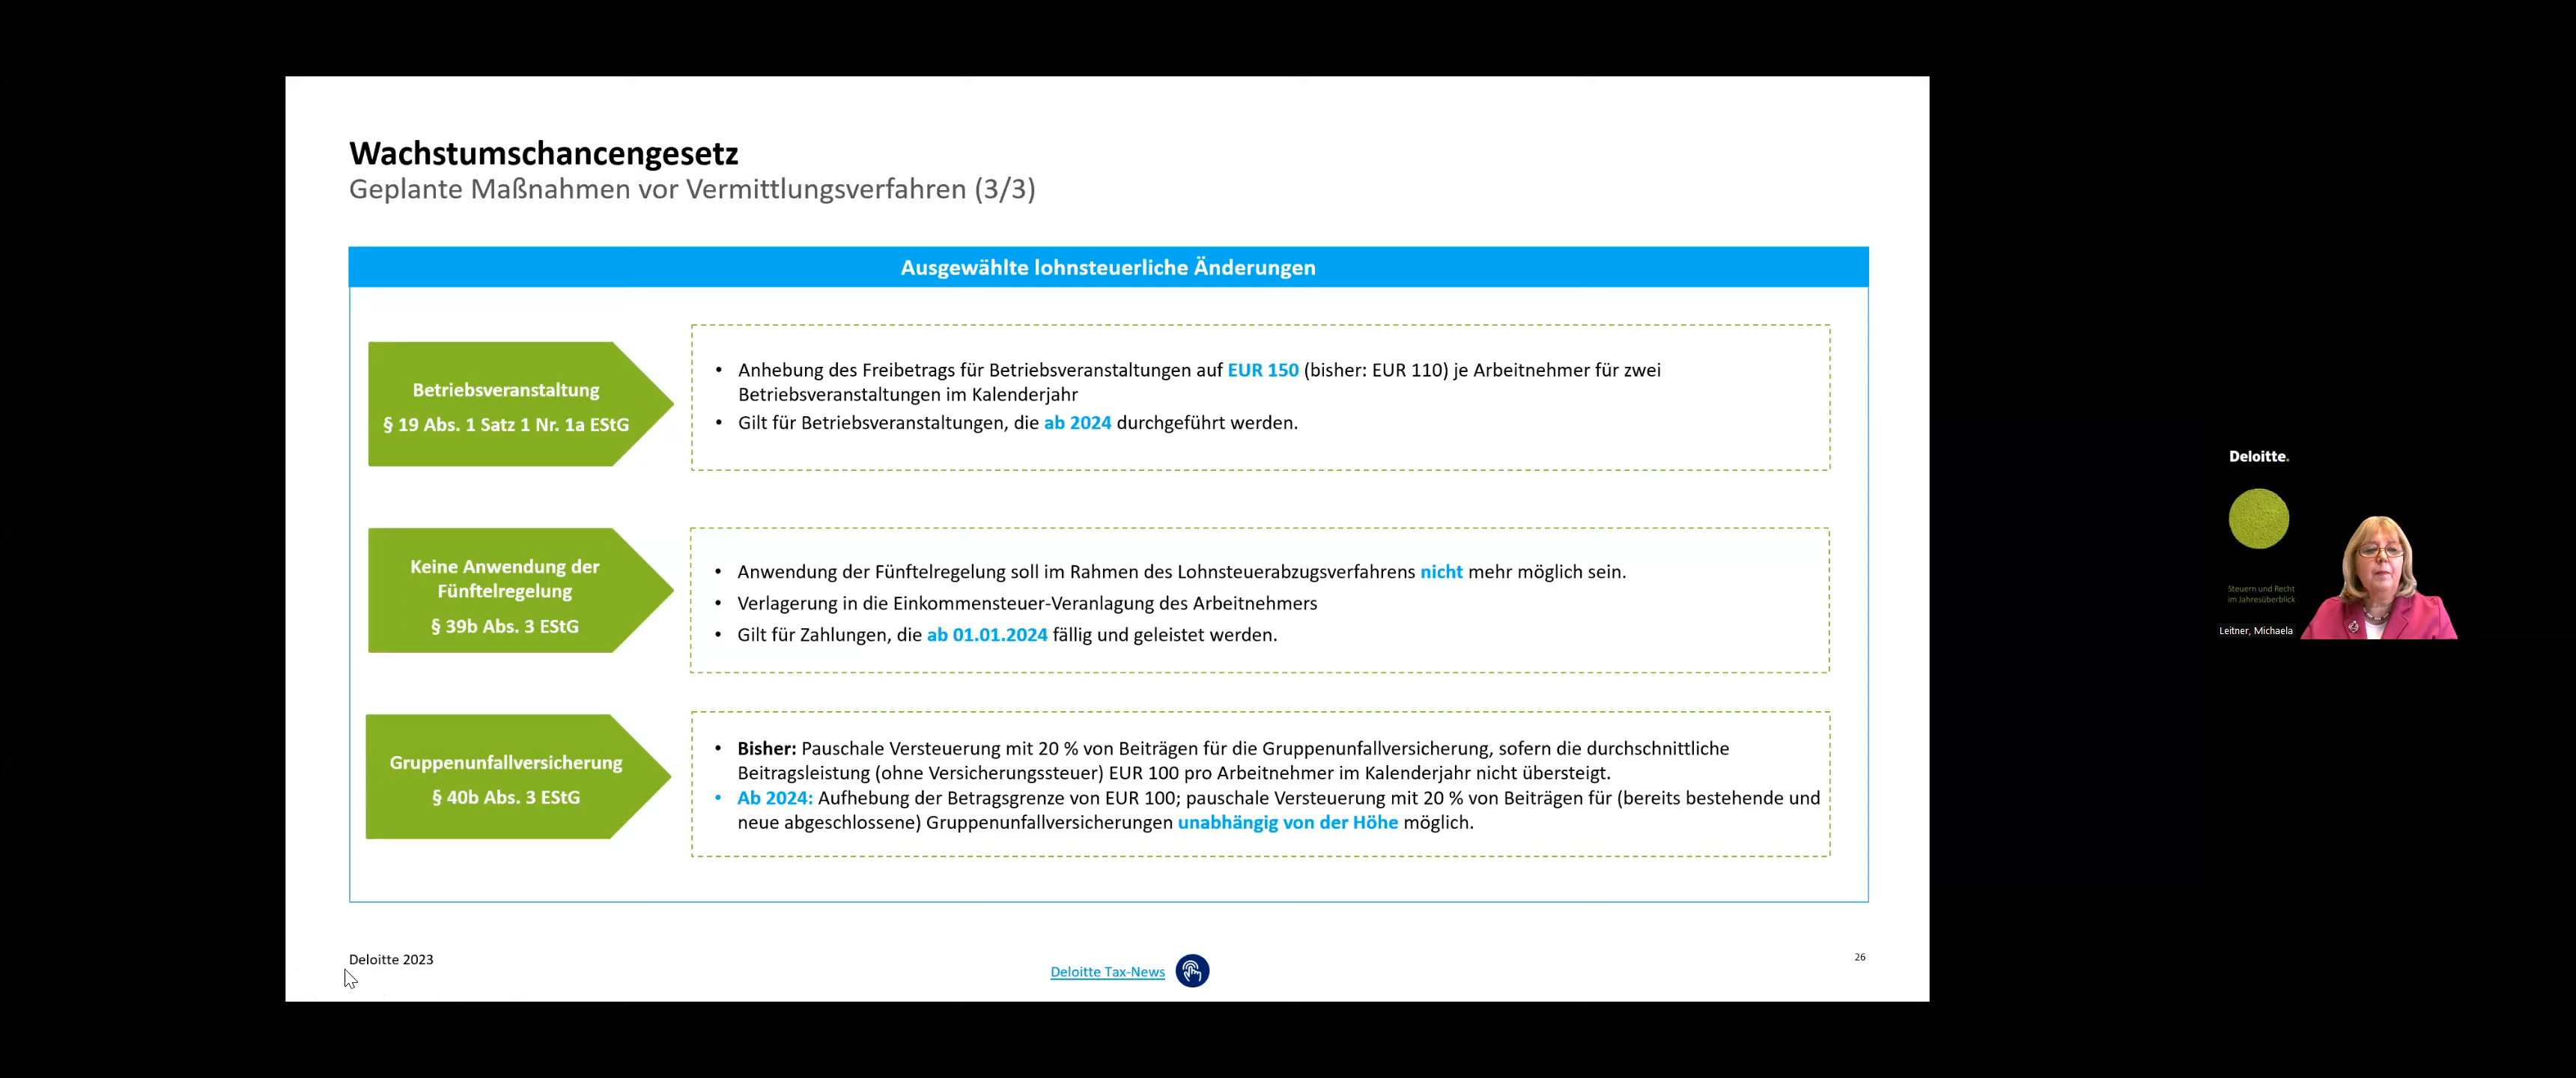 Wachstumschancengesetz
Geplante Maßnahmen vor Vermittlungsverfahren (3/3)
Ausgewählte lohnsteuerliche Änderungen
Betriebsveranstaltung
§ 19 Abs. 1 Satz 1 Nr. 1a EStG
• Anhebung des Freibetrags für Betriebsveranstaltungen auf EUR 150 (bisher: EUR 110) je Arbeitnehmer für zwei
Betriebsveranstaltungen im Kalenderjahr
• Gilt für Betriebsveranstaltungen, die ab 2024 durchgeführt werden.
Keine Anwendung der
Fünftelregelung
§ 39b Abs. 3 EStG
• Anwendung der Fünftelregelung soll im Rahmen des Lohnsteuerabzugsverfahrens nicht mehr möglich sein.
• Verlagerung in die Einkommensteuer-Veranlagung des Arbeitnehmers
• Gilt für Zahlungen, die ab 01.01.2024 fällig und geleistet werden.
Gruppenunfallversicherung
§ 40b Abs. 3 EStG
• Bisher: Pauschale Versteuerung mit 20 % von Beiträgen für die Gruppenunfallversicherung, sofern die durchschnittliche
Beitragsleistung (ohne Versicherungssteuer) EUR 100 pro Arbeitnehmer im Kalenderjahr nicht übersteigt.
• Ab 2024: Aufhebung der Betragsgrenze von EUR 100; pauschale Versteuerung mit 20 % von Beiträgen für (bereits bestehende und
neue abgeschlossene) Gruppenunfallversicherungen unabhängig von der Höhe möglich.
Deloitte 2023
Deloitte Tax-News
26
Deloitte.
Steuern und Recht
im Jahresüberblick
Leitner, Michaela